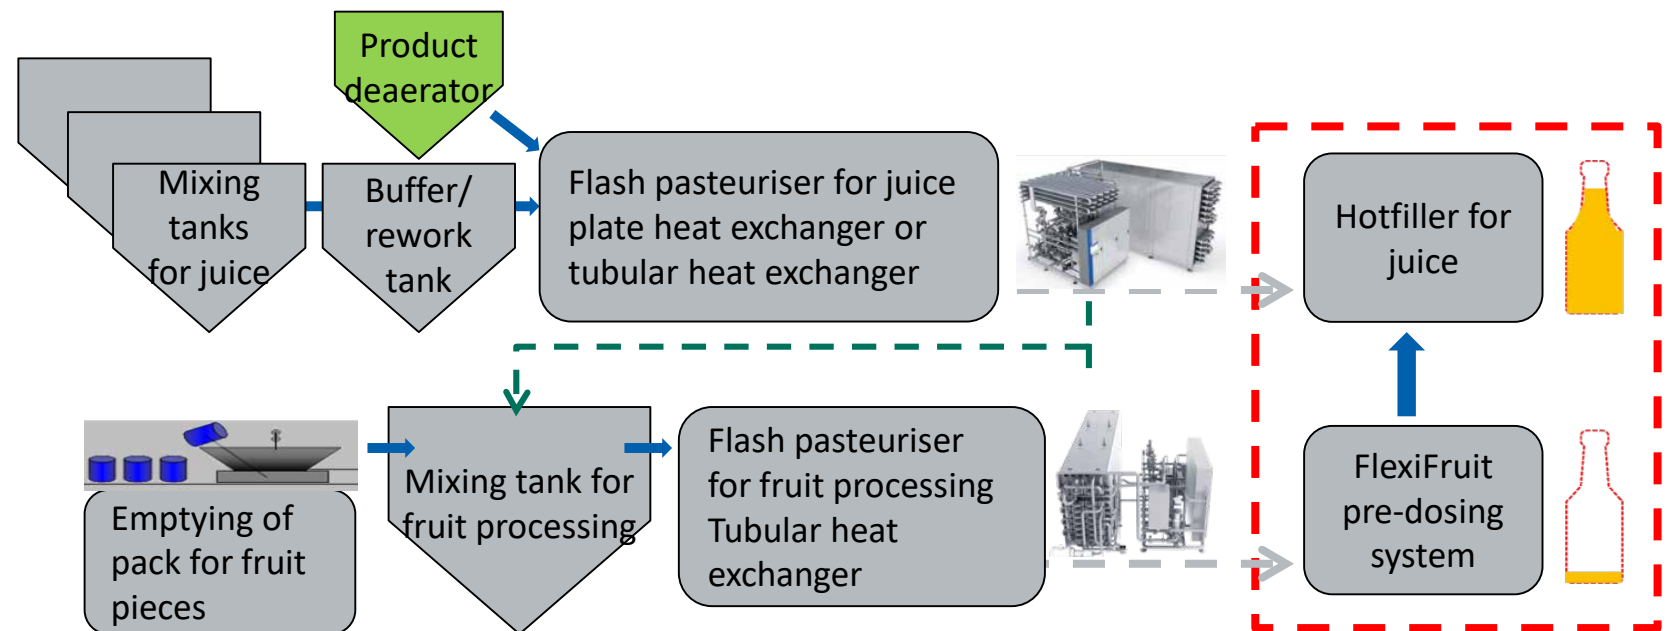 Product
deaerator
Mixing
tanks
for juice
Buffer/
rework
tank
Flash pasteuriser for juice
plate heat exchanger or
tubular heat exchanger
Hotfiller for
juice
Emptying of
pack for fruit
pieces
Mixing tank for
fruit processing
Flash pasteuriser
for fruit processing
Tubular heat
exchanger
FlexiFruit
pre-dosing
system